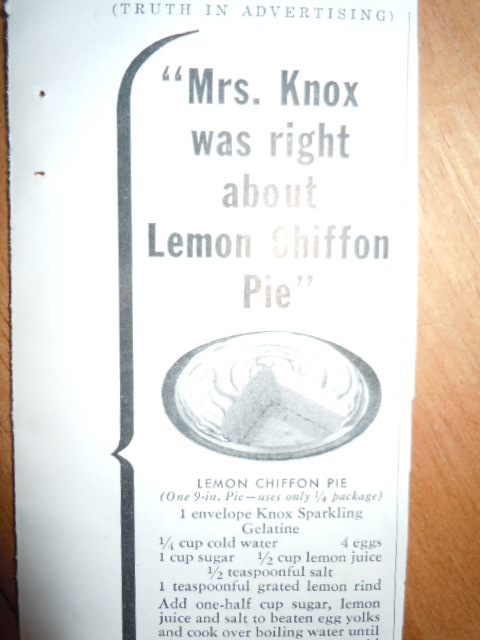 (TRUTH IN ADVERTISING)
“Mrs. Knox
was right
about
Lemon Chiffon
Pie”
LEMON CHIFFON PIE
(One 9-in. Pie—uses only ¼ package)
1 envelope Knox Sparkling
Gelatine
¼ cup cold water 4 eggs
1 cup sugar ½ cup lemon juice
½ teaspoonful salt
1 teaspoonful grated lemon rind
Add one-half cup sugar, lemon
juice and salt to beaten egg yolks
and cook over boiling water until